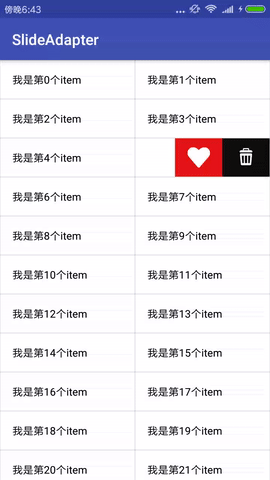 傍晚6:43
SlideAdapter
我是第0个item 我是第1个item
我是第2个item 我是第3个item
我是第4个item
我是第6个item 我是第7个item
我是第8个item 我是第9个item
我是第10个item 我是第11个item
我是第12个item 我是第13个item
我是第14个item 我是第15个item
我是第16个item 我是第17个item
我是第18个item 我是第19个item
我是第20个item 我是第21个item